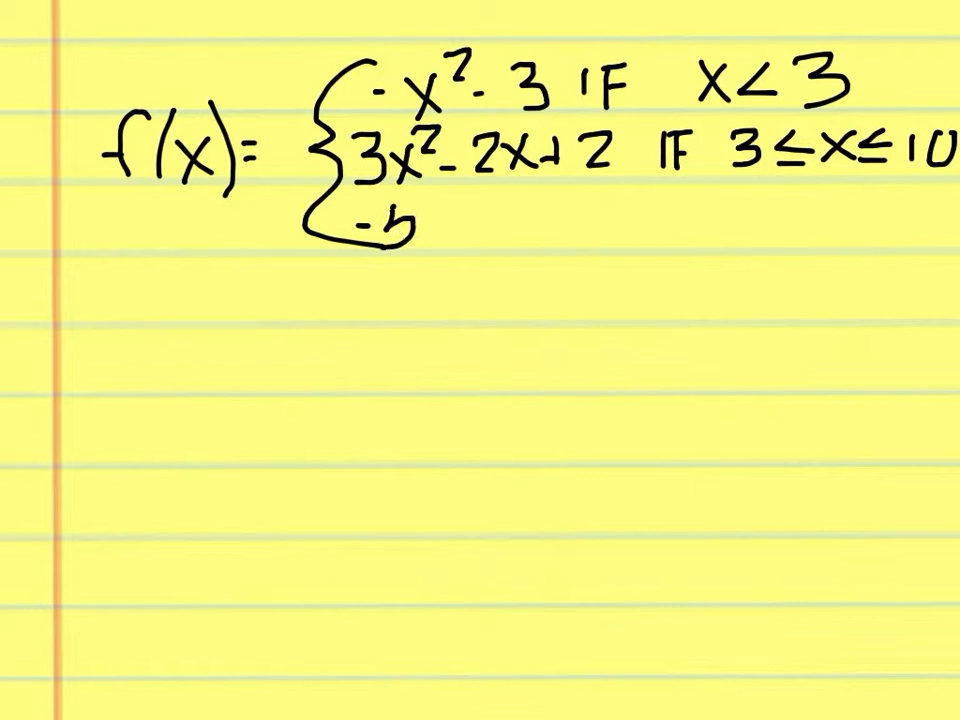 f(x)= { -x²- 3 IF x < 3
3x²- 2x+ 2 IF 3 ≤ x ≤ 10
-5